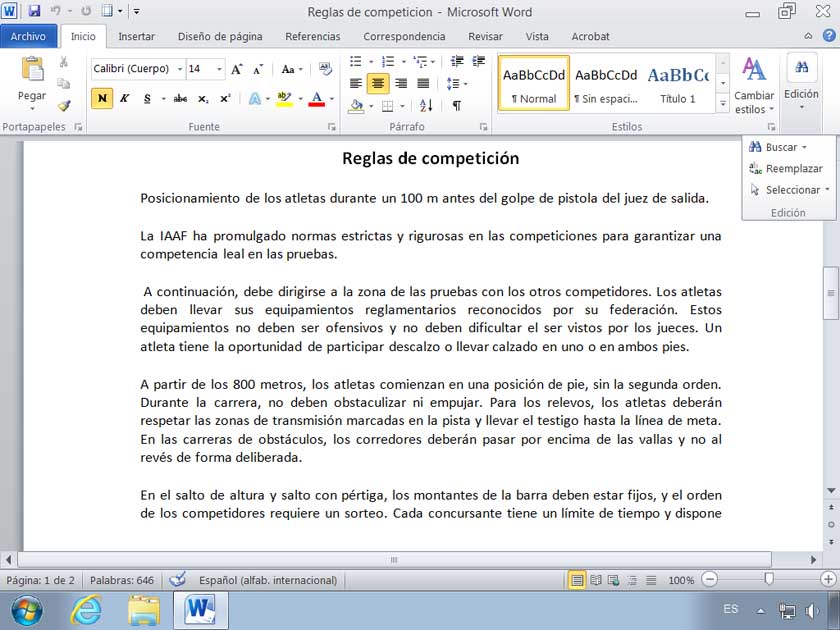 Reglas de competicion - Microsoft Word
Archivo Inicio Insertar Diseño de página Referencias Correspondencia Revisar Vista Acrobat
Pegar
Portapapeles
Calibri (Cuerpo) 14 A A Aa
N K S abc x₂ x² A ab A
Fuente
Párrafo
AaBbCcDd AaBbCcDd AaBbCc
¶ Normal ¶ Sin espaci... Título 1
Cambiar estilos
Estilos
Edición
Buscar
Reemplazar
Seleccionar
Edición
Reglas de competición
Posicionamiento de los atletas durante un 100 m antes del golpe de pistola del juez de salida.
La IAAF ha promulgado normas estrictas y rigurosas en las competiciones para garantizar una
competencia leal en las pruebas.
A continuación, debe dirigirse a la zona de las pruebas con los otros competidores. Los atletas
deben llevar sus equipamientos reglamentarios reconocidos por su federación. Estos
equipamientos no deben ser ofensivos y no deben dificultar el ser vistos por los jueces. Un
atleta tiene la oportunidad de participar descalzo o llevar calzado en uno o en ambos pies.
A partir de los 800 metros, los atletas comienzan en una posición de pie, sin la segunda orden.
Durante la carrera, no deben obstaculizar ni empujar. Para los relevos, los atletas deberán
respetar las zonas de transmisión marcadas en la pista y llevar el testigo hasta la línea de meta.
En las carreras de obstáculos, los corredores deberán pasar por encima de las vallas y no al
revés de forma deliberada.
En el salto de altura y salto con pértiga, los montantes de la barra deben estar fijos, y el orden
de los competidores requiere un sorteo. Cada concursante tiene un límite de tiempo y dispone
Página: 1 de 2 Palabras: 646 Español (alfab. internacional) 100%
ES